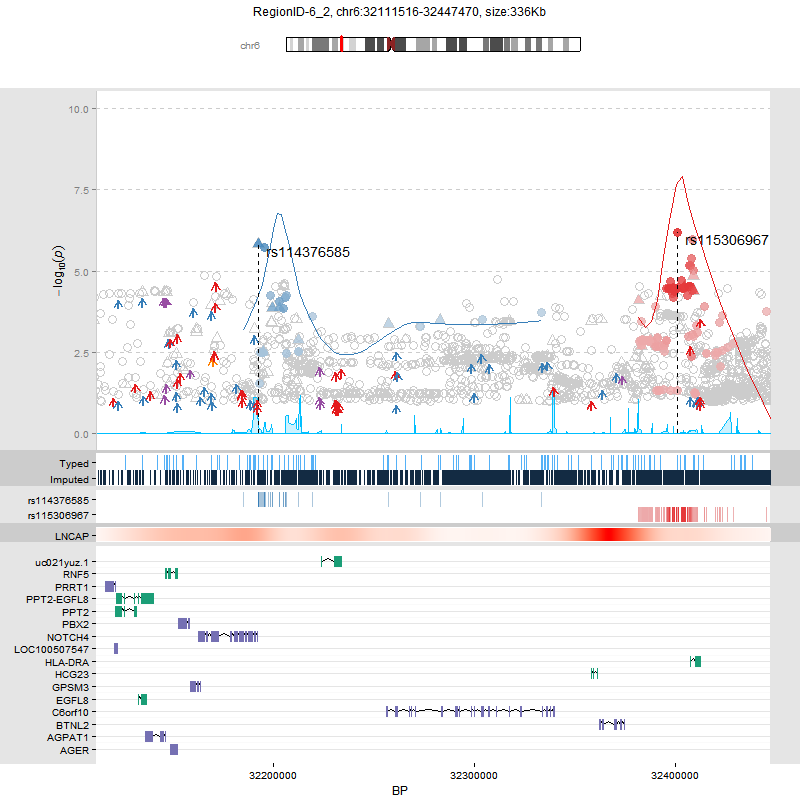 RegionID-6_2, chr6:32111516-32447470, size:336Kb
chr6
10.0
7.5
rs115306967
rs114376585
−log10(p)
5.0
2.5
0.0
Typed
Imputed
rs114376585
rs115306967
LNCAP
uc021yuz.1
RNF5
PRRT1
PPT2-EGFL8
PPT2
PBX2
NOTCH4
LOC100507547
HLA-DRA
HCG23
GPSM3
EGFL8
C6orf10
BTNL2
AGPAT1
AGER
32200000 32300000 32400000
BP